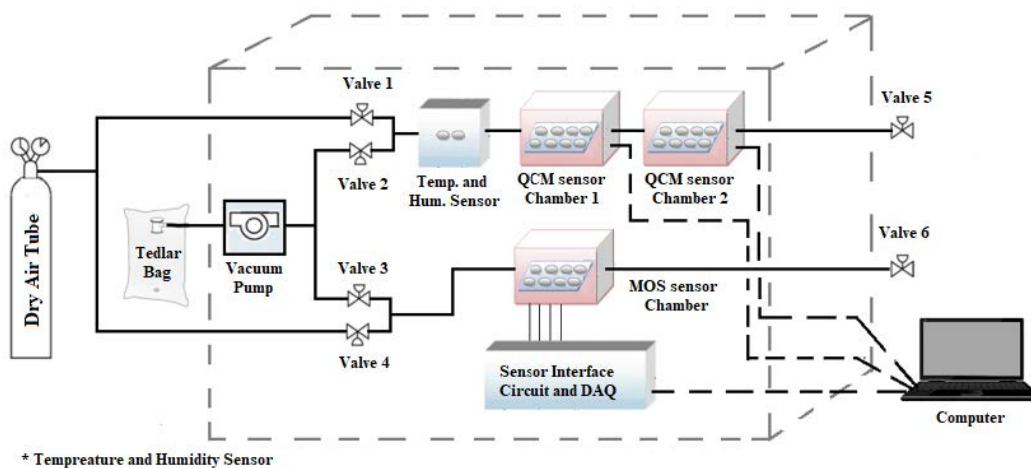 Valve 1
Valve 5
Valve 2
Temp. and
Hum. Sensor
QCM sensor
Chamber 1
QCM sensor
Chamber 2
Dry Air Tube
Tedlar
Bag
Vacuum
Pump
Valve 3
Valve 6
MOS sensor
Chamber
Valve 4
Sensor Interface
Circuit and DAQ
Computer
* Tempreature and Humidity Sensor